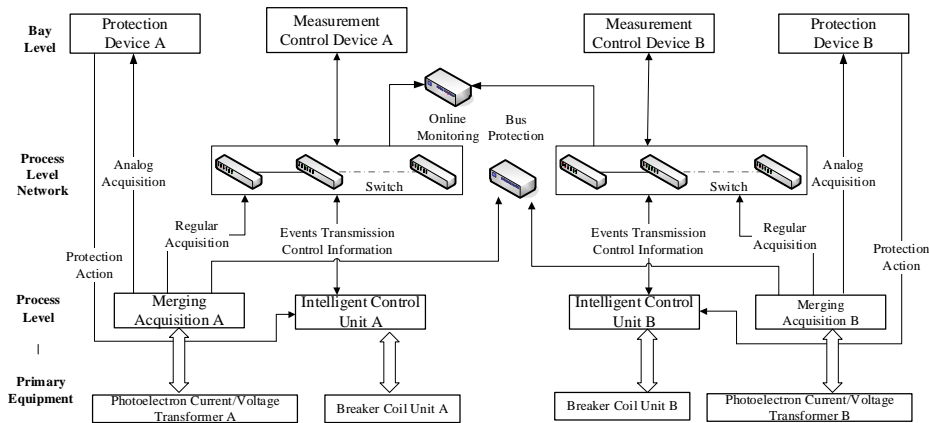 Bay
Level
Protection
Device A
Measurement
Control Device A
Measurement
Control Device B
Protection
Device B
Online
Monitoring
Bus
Protection
Process
Level
Network
Analog
Acquisition
Switch
Switch
Analog
Acquisition
Regular
Acquisition
Events Transmission
Control Information
Events Transmission
Control Information
Regular
Acquisition
Protection
Action
Protection
Action
Process
Level
Merging
Acquisition A
Intelligent Control
Unit A
Intelligent Control
Unit B
Merging
Acquisition B
Primary
Equipment
Photoelectron Current/Voltage
Transformer A
Breaker Coil Unit A
Breaker Coil Unit B
Photoelectron Current/Voltage
Transformer B